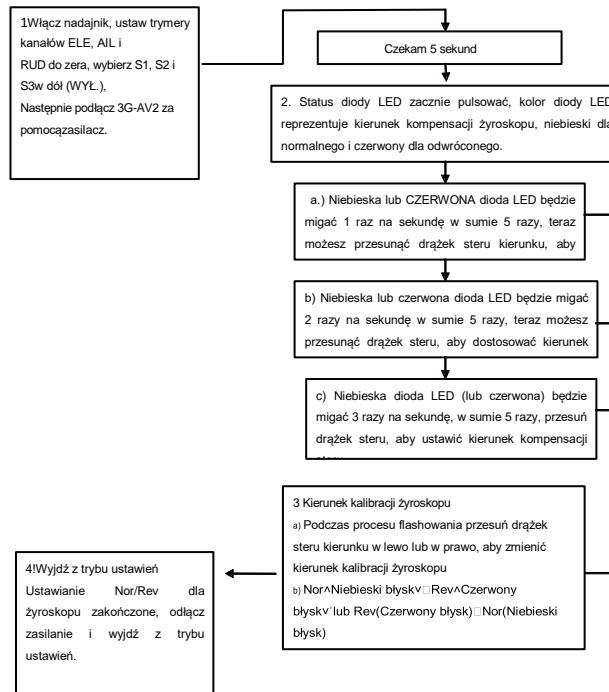 1Włącz nadajnik, ustaw trymery
kanałów ELE, AIL i
RUD do zera, wybierz S1, S2 i
S3w dół (WYŁ.),
Następnie podłącz 3G-AV2 za
pomocązasilacz.
Czekam 5 sekund
2. Status diody LED zacznie pulsować, kolor diody LED
reprezentuje kierunek kompensacji żyroskopu, niebieski dla
normalnego i czerwony dla odwróconego.
a.) Niebieska lub CZERWONA dioda LED będzie
migać 1 raz na sekundę w sumie 5 razy, teraz
możesz przesunąć drążek steru kierunku, aby
b) Niebieska lub czerwona dioda LED będzie migać
2 razy na sekundę w sumie 5 razy, teraz możesz
przesunąć drążek steru, aby dostosować kierunek
c) Niebieska dioda LED (lub czerwona) będzie
migać 3 razy na sekundę, w sumie 5 razy, przesuń
drążek steru, aby ustawić kierunek kompensacji
3 Kierunek kalibracji żyroskopu
a) Podczas procesu flashowania przesuń drążek
steru kierunku w lewo lub w prawo, aby zmienić
kierunek kalibracji żyroskopu
b) Nor˄Niebieski błysk˅□Rev˄Czerwony
błysk˅'lub Rev(Czerwony błysk)□Nor(Niebieski
błysk)
4!Wyjdź z trybu ustawień
Ustawianie Nor/Rev dla
żyroskopu zakończone, odłącz
zasilanie i wyjdź z trybu
ustawień.